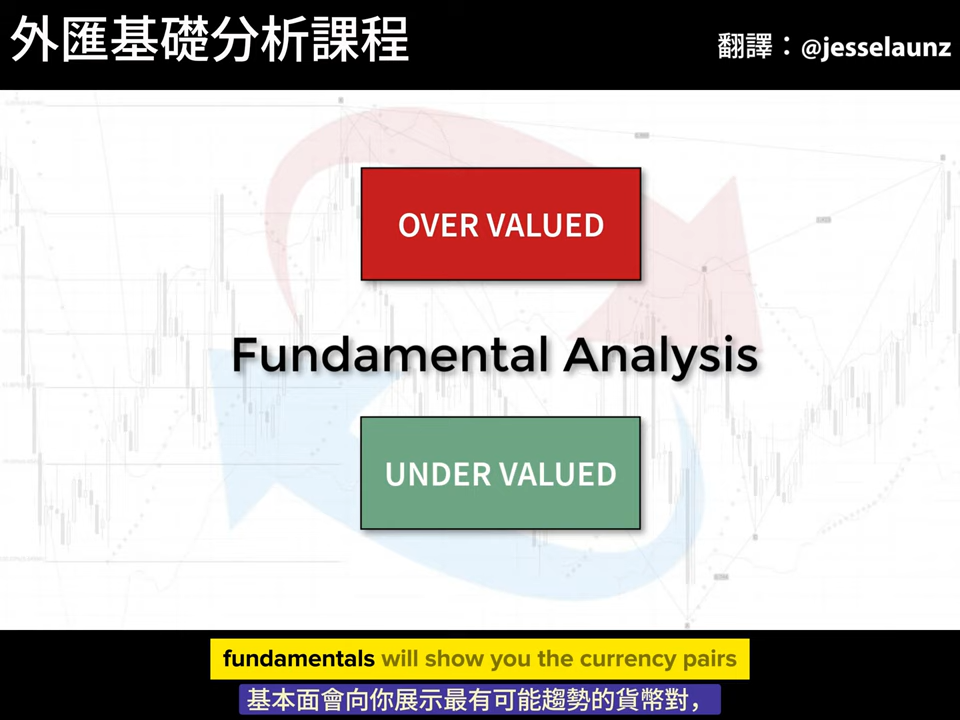 外匯基礎分析課程
翻譯：@jesselaunz
OVER VALUED
Fundamental Analysis
UNDER VALUED
fundamentals will show you the currency pairs
基本面會向你展示最有可能趨勢的貨幣對，